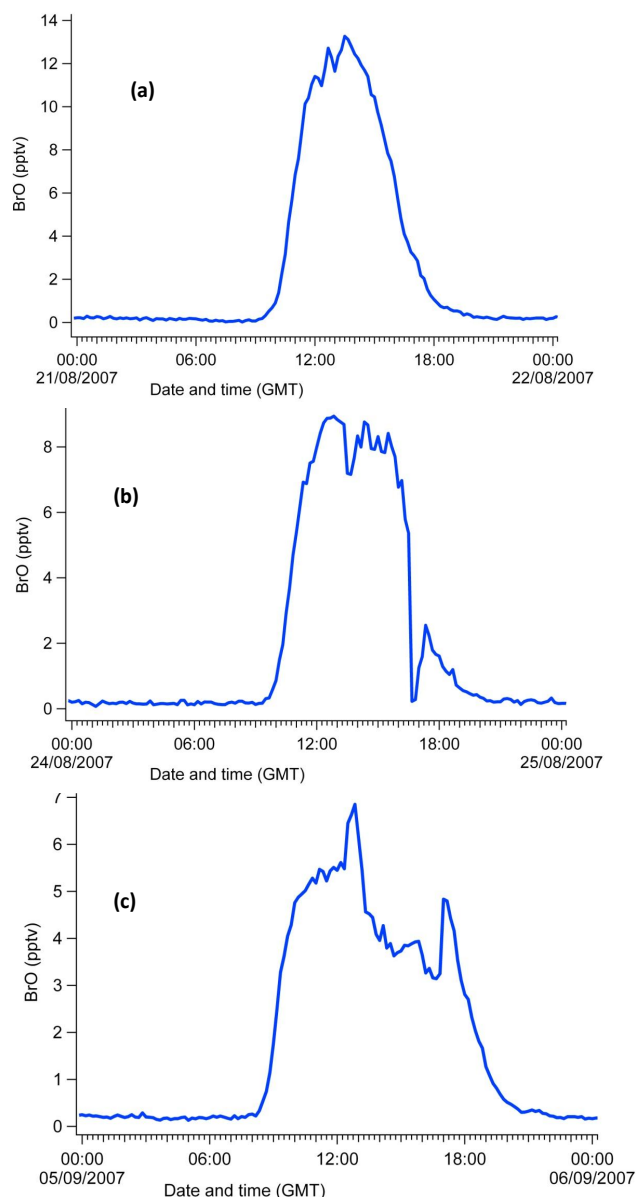 14
12
(a)
10
BrO (pptv)
8
6
4
2
0
00:00 06:00 12:00 18:00 00:00
21/08/2007 22/08/2007
Date and time (GMT)
8
(b)
6
BrO (pptv)
4
2
0
00:00 06:00 12:00 18:00 00:00
24/08/2007 25/08/2007
Date and time (GMT)
7
6
5
(c)
4
BrO (pptv)
3
2
1
0
00:00 06:00 12:00 18:00 00:00
05/09/2007 06/09/2007
Date and time (GMT)